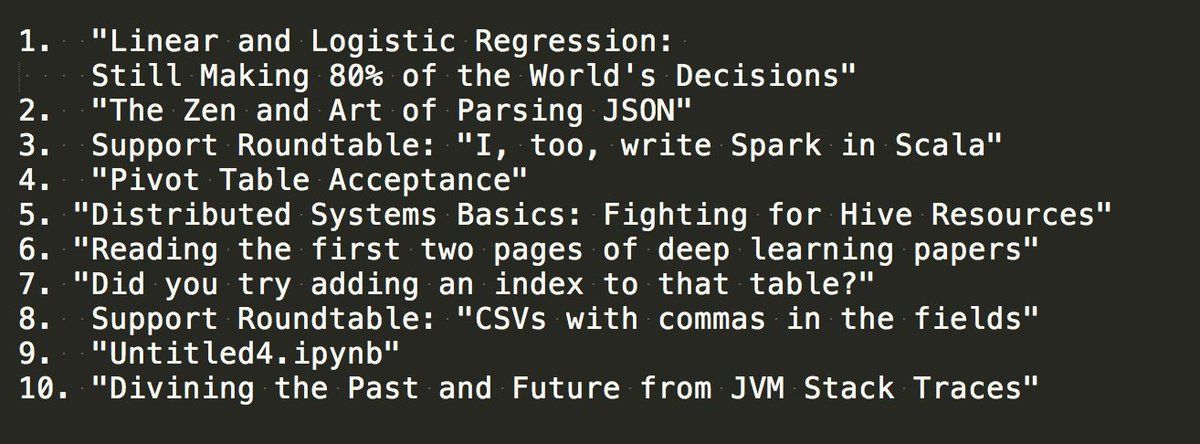 1. "Linear and Logistic Regression:
Still Making 80% of the World's Decisions"
2. "The Zen and Art of Parsing JSON"
3. Support Roundtable: "I, too, write Spark in Scala"
4. "Pivot Table Acceptance"
5. "Distributed Systems Basics: Fighting for Hive Resources"
6. "Reading the first two pages of deep learning papers"
7. "Did you try adding an index to that table?"
8. Support Roundtable: "CSVs with commas in the fields"
9. "Untitled4.ipynb"
10. "Divining the Past and Future from JVM Stack Traces"